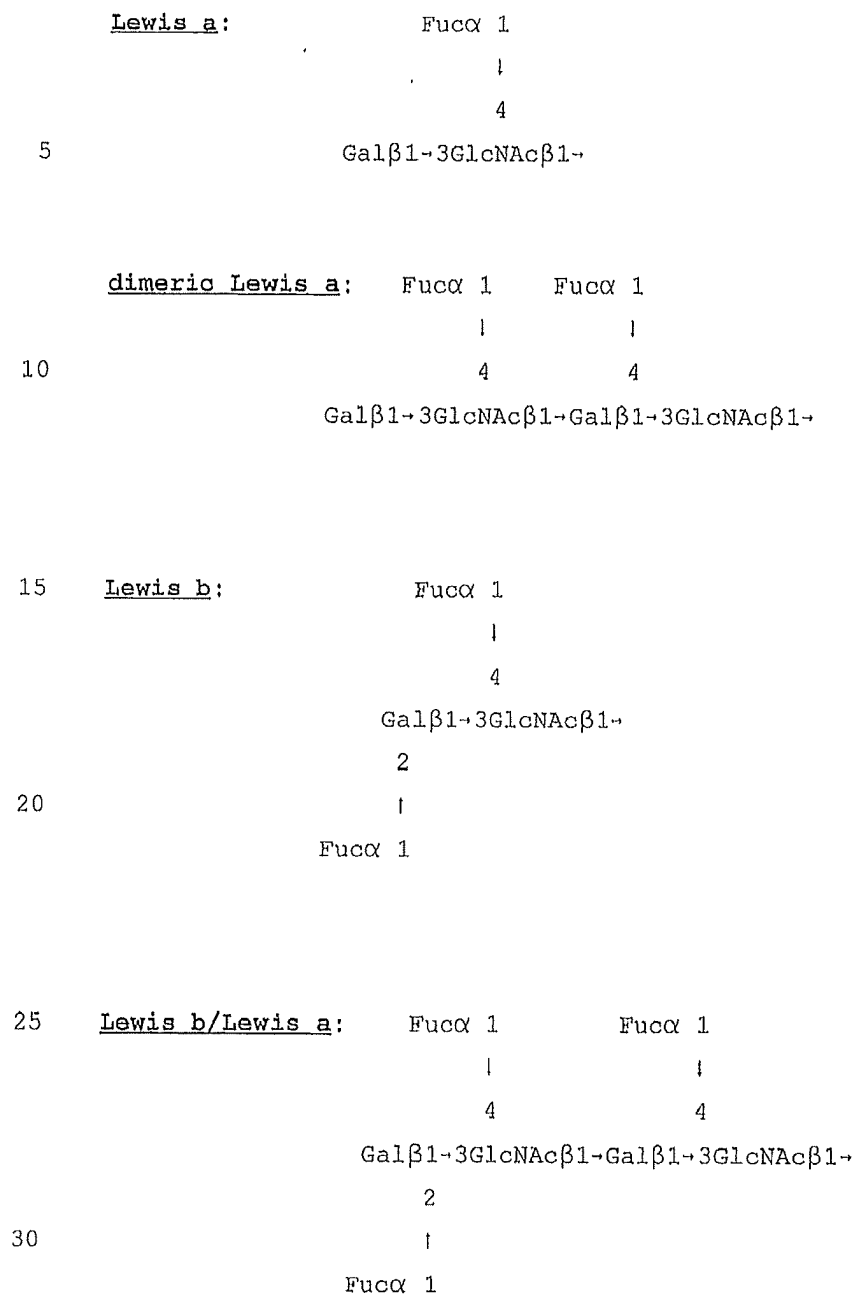 Lewis a: Fucα 1
↓
4
5 Galβ1→3GlcNAcβ1→
dimeric Lewis a: Fucα 1 Fucα 1
↓ ↓
10 4 4
Galβ1→3GlcNAcβ1→Galβ1→3GlcNAcβ1→
15 Lewis b: Fucα 1
↓
4
Galβ1→3GlcNAcβ1→
2
20 ↑
Fucα 1
25 Lewis b/Lewis a: Fucα 1 Fucα 1
↓ ↓
4 4
Galβ1→3GlcNAcβ1→Galβ1→3GlcNAcβ1→
2
30 ↑
Fucα 1